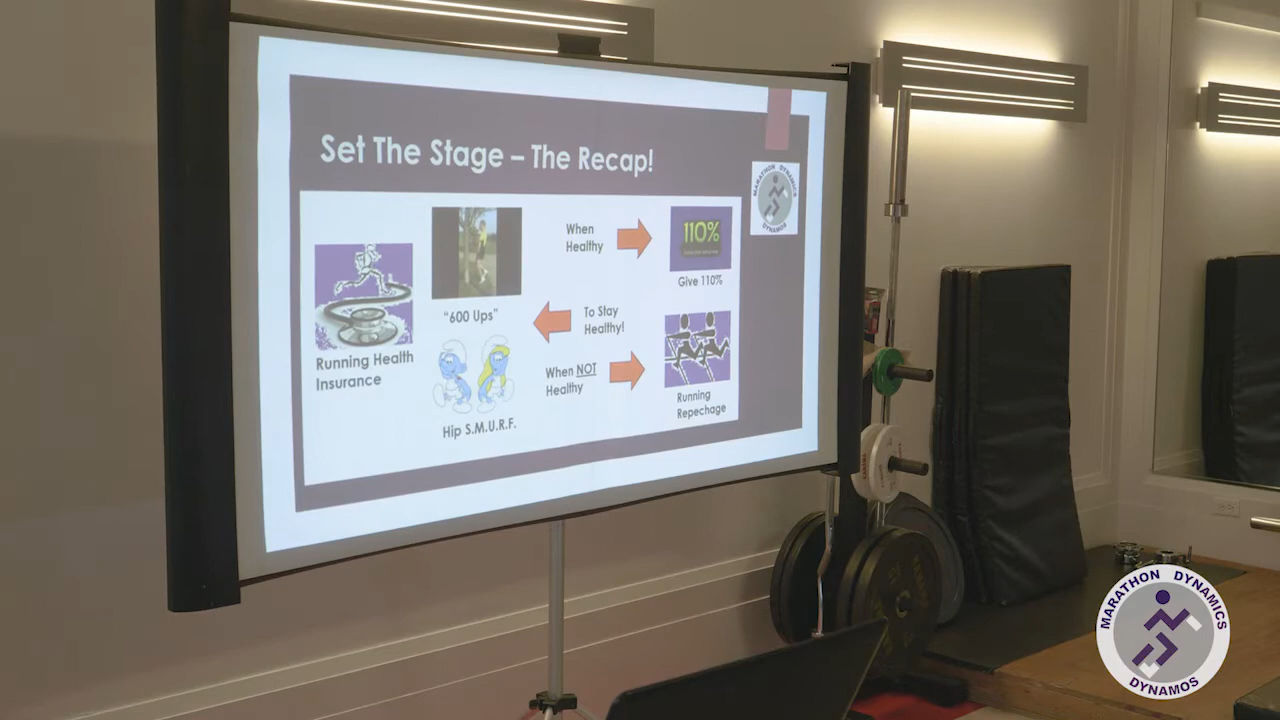 Set The Stage – The Recap!
MARATHON DYNAMICS
DYNAMOS
When
Healthy
110%
Give 110%
"600 Ups"
To Stay
Healthy!
Running Health
Insurance
When NOT
Healthy
Running
Repechage
Hip S.M.U.R.F.
MARATHON DYNAMICS
DYNAMOS